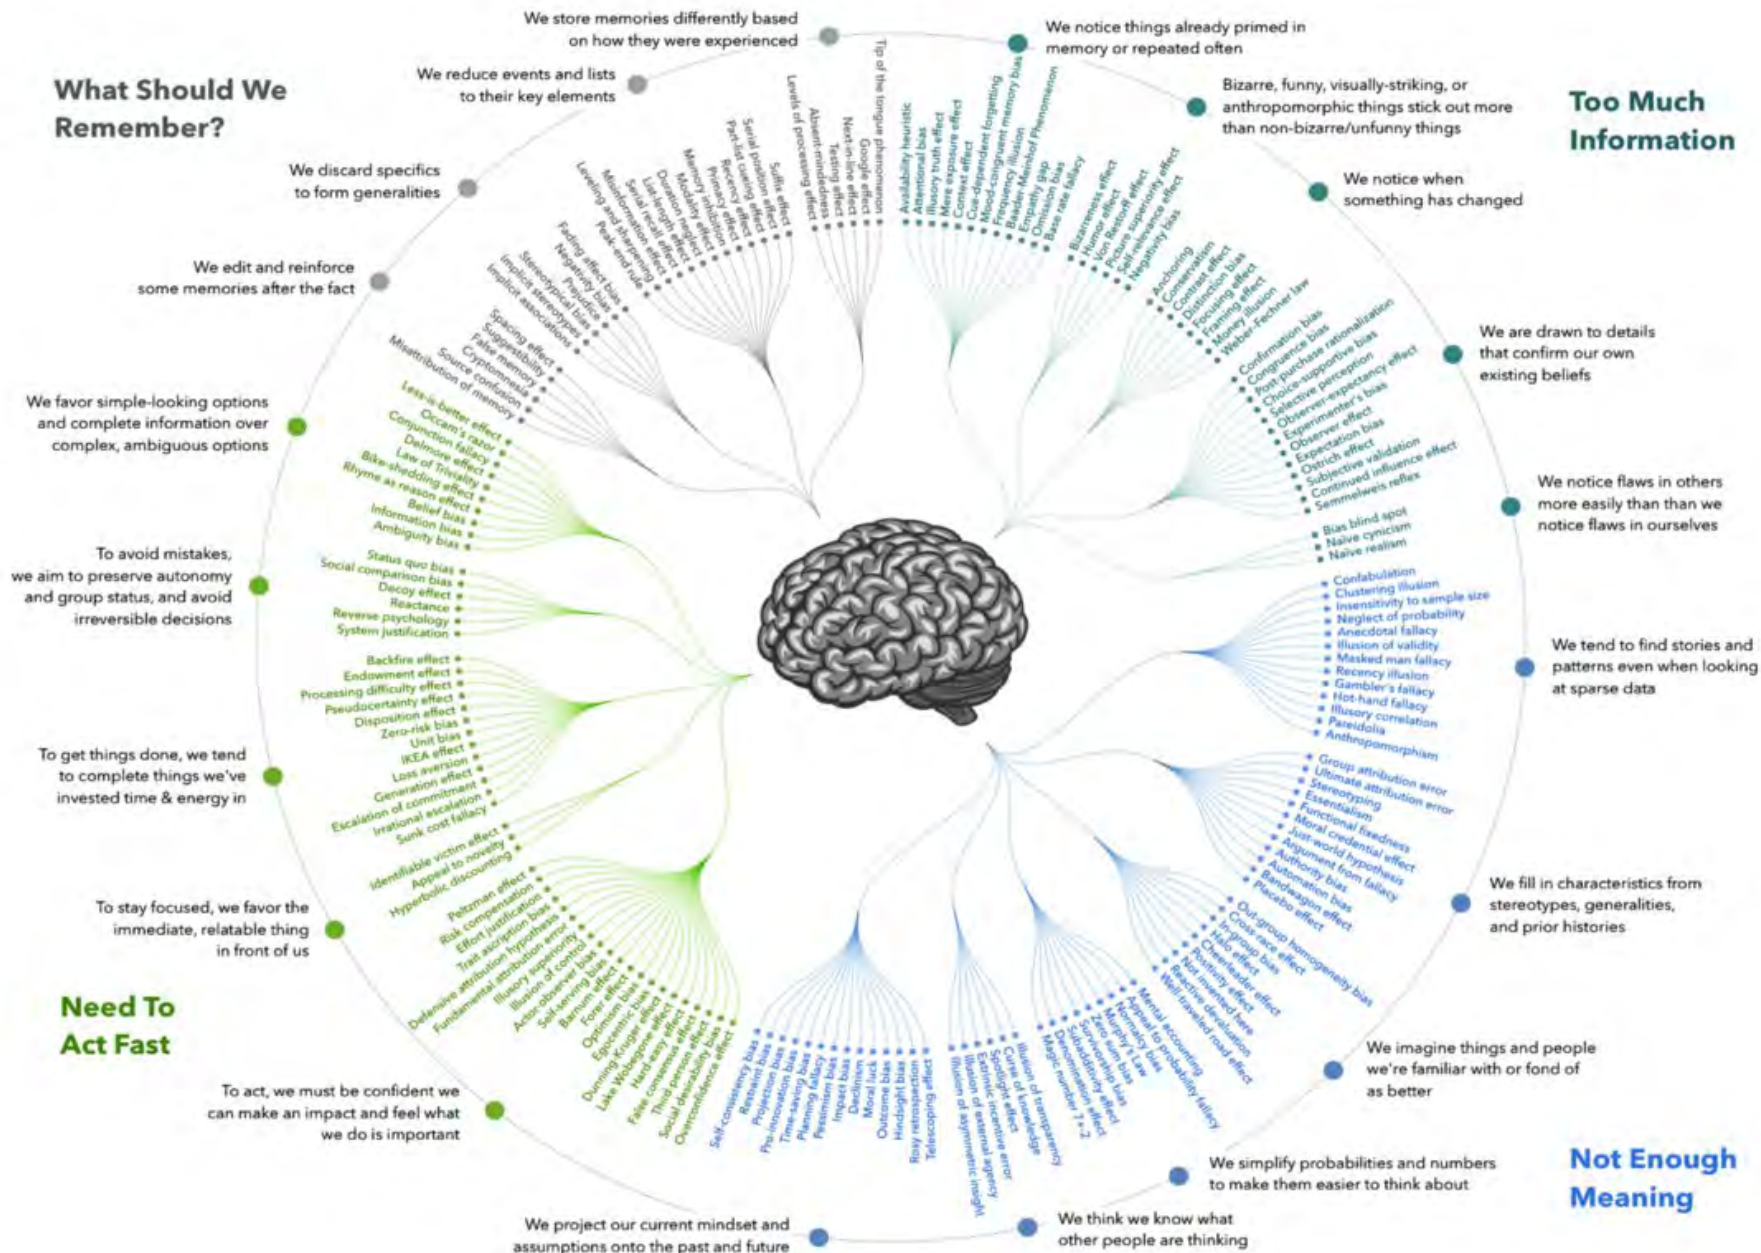 What Should We
Remember?
We store memories differently based
on how they were experienced
We reduce events and lists
to their key elements
We discard specifics
to form generalities
We edit and reinforce
some memories after the fact
Tip of the tongue phenomenon
Google effect
Next-in-line effect
Testing effect
Absent-mindedness
Levels of processing effect
Suffix effect
Serial position effect
Part-list cueing effect
Recency effect
Primacy effect
Memory inhibition
Modality effect
Duration neglect
List-length effect
Serial recall effect
Misinformation effect
Leveling and sharpening
Peak-end rule
Fading affect bias
Negativity bias
Prejudice
Stereotypical bias
Implicit stereotypes
Implicit associations
Spacing effect
Suggestibility
False memory
Cryptomnesia
Source confusion
Misattribution of memory
Too Much
Information
We notice things already primed in
memory or repeated often
Bizarre, funny, visually-striking, or
anthropomorphic things stick out more
than non-bizarre/unfunny things
We notice when
something has changed
We are drawn to details
that confirm our own
existing beliefs
We notice flaws in others
more easily than than we
notice flaws in ourselves
Availability heuristic
Attentional bias
Illusory truth effect
Mere exposure effect
Context effect
Cue-dependent forgetting
Mood-congruent memory bias
Frequency illusion
Baader-Meinhof Phenomenon
Empathy gap
Omission bias
Base rate fallacy
Bizarreness effect
Humor effect
Von Restorff effect
Picture superiority effect
Self-relevance effect
Negativity bias
Anchoring
Conservatism
Contrast effect
Distinction bias
Focusing effect
Framing effect
Money illusion
Weber-Fechner law
Confirmation bias
Congruence bias
Post-purchase rationalization
Choice-supportive bias
Selective perception
Observer-expectancy effect
Experimenter's bias
Observer effect
Expectation bias
Ostrich effect
Subjective validation
Continued influence effect
Semmelweis reflex
Bias blind spot
Naïve cynicism
Naïve realism
Not Enough
Meaning
We tend to find stories and
patterns even when looking
at sparse data
We fill in characteristics from
stereotypes, generalities,
and prior histories
We imagine things and people
we're familiar with or fond of
as better
We simplify probabilities and numbers
to make them easier to think about
We think we know what
other people are thinking
We project our current mindset and
assumptions onto the past and future
Confabulation
Clustering illusion
Insensitivity to sample size
Neglect of probability
Anecdotal fallacy
Illusion of validity
Masked man fallacy
Recency illusion
Gambler's fallacy
Hot-hand fallacy
Illusory correlation
Pareidolia
Anthropomorphism
Group attribution error
Ultimate attribution error
Stereotyping
Essentialism
Functional fixedness
Moral credential effect
Just-world hypothesis
Argument from fallacy
Authority bias
Automation bias
Bandwagon effect
Placebo effect
Out-group homogeneity bias
Cross-race effect
In-group bias
Halo effect
Cheerleader effect
Positivity effect
Not invented here
Reactive devaluation
Well traveled road effect
Mental accounting
Appeal to probability fallacy
Normalcy bias
Murphy's Law
Zero sum bias
Survivorship bias
Subadditivity effect
Denomination effect
Magic number 7+-2
Illusion of transparency
Curse of knowledge
Spotlight effect
Extrinsic incentive error
Illusion of external agency
Illusion of asymmetric insight
Telescoping effect
Rosy retrospection
Hindsight bias
Outcome bias
Moral luck
Declinism
Impact bias
Pessimism bias
Planning fallacy
Time-saving bias
Pro-innovation bias
Projection bias
Restraint bias
Self-consistency bias
Need To
Act Fast
We favor simple-looking options
and complete information over
complex, ambiguous options
To avoid mistakes,
we aim to preserve autonomy
and group status, and avoid
irreversible decisions
To get things done, we tend
to complete things we've
invested time & energy in
To stay focused, we favor the
immediate, relatable thing
in front of us
To act, we must be confident we
can make an impact and feel what
we do is important
Less-is-better effect
Occam's razor
Conjunction fallacy
Delmore effect
Law of Triviality
Bike-shedding effect
Rhyme as reason effect
Belief bias
Information bias
Ambiguity bias
Status quo bias
Social comparison bias
Decoy effect
Reactance
Reverse psychology
System justification
Backfire effect
Endowment effect
Processing difficulty effect
Pseudocertainty effect
Disposition effect
Zero-risk bias
Unit bias
IKEA effect
Loss aversion
Generation effect
Escalation of commitment
Irrational escalation
Sunk cost fallacy
Identifiable victim effect
Appeal to novelty
Hyperbolic discounting
Peltzman effect
Risk compensation
Effort justification
Trait ascription bias
Defensive attribution hypothesis
Fundamental attribution error
Illusory superiority
Illusion of control
Actor-observer bias
Self-serving bias
Barnum effect
Forer effect
Optimism bias
Egocentric bias
Dunning-Kruger effect
Lake Wobegone effect
Hard-easy effect
False consensus effect
Third-person effect
Social desirability bias
Overconfidence effect